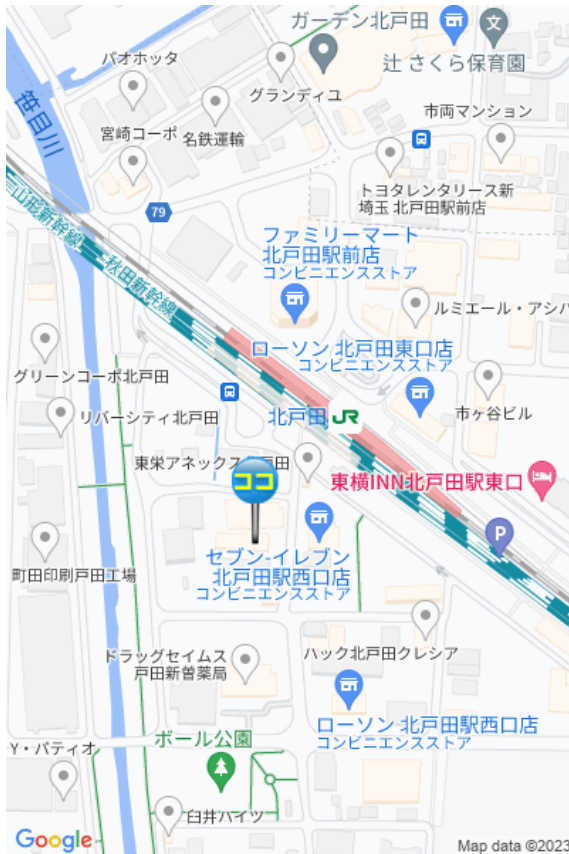 ガーデン北戸田
パオホッタ
辻 さくら保育園
グランディユ
笹目川
宮崎コーポ
名鉄運輸
市両マンション
トヨタレンタリース新
埼玉 北戸田駅前店
山形新幹線
79
秋田新幹線
ファミリーマート
北戸田駅前店
コンビニエンスストア
ルミエール・アシハ
ローソン 北戸田東口店
コンビニエンスストア
グリーンコーポ北戸田
リバーシティ北戸田
北戸田
JR
市ヶ谷ビル
東栄アネックス北戸田
東横INN北戸田駅東口
ココ
P
セブン-イレブン
北戸田駅西口店
コンビニエンスストア
町田印刷戸田工場
ドラッグセイムス
戸田新曽薬局
ハック北戸田クレシア
ローソン 北戸田駅西口店
コンビニエンスストア
ボール公園
Y・パティオ
臼井ハイツ
Google
Map data ©2023